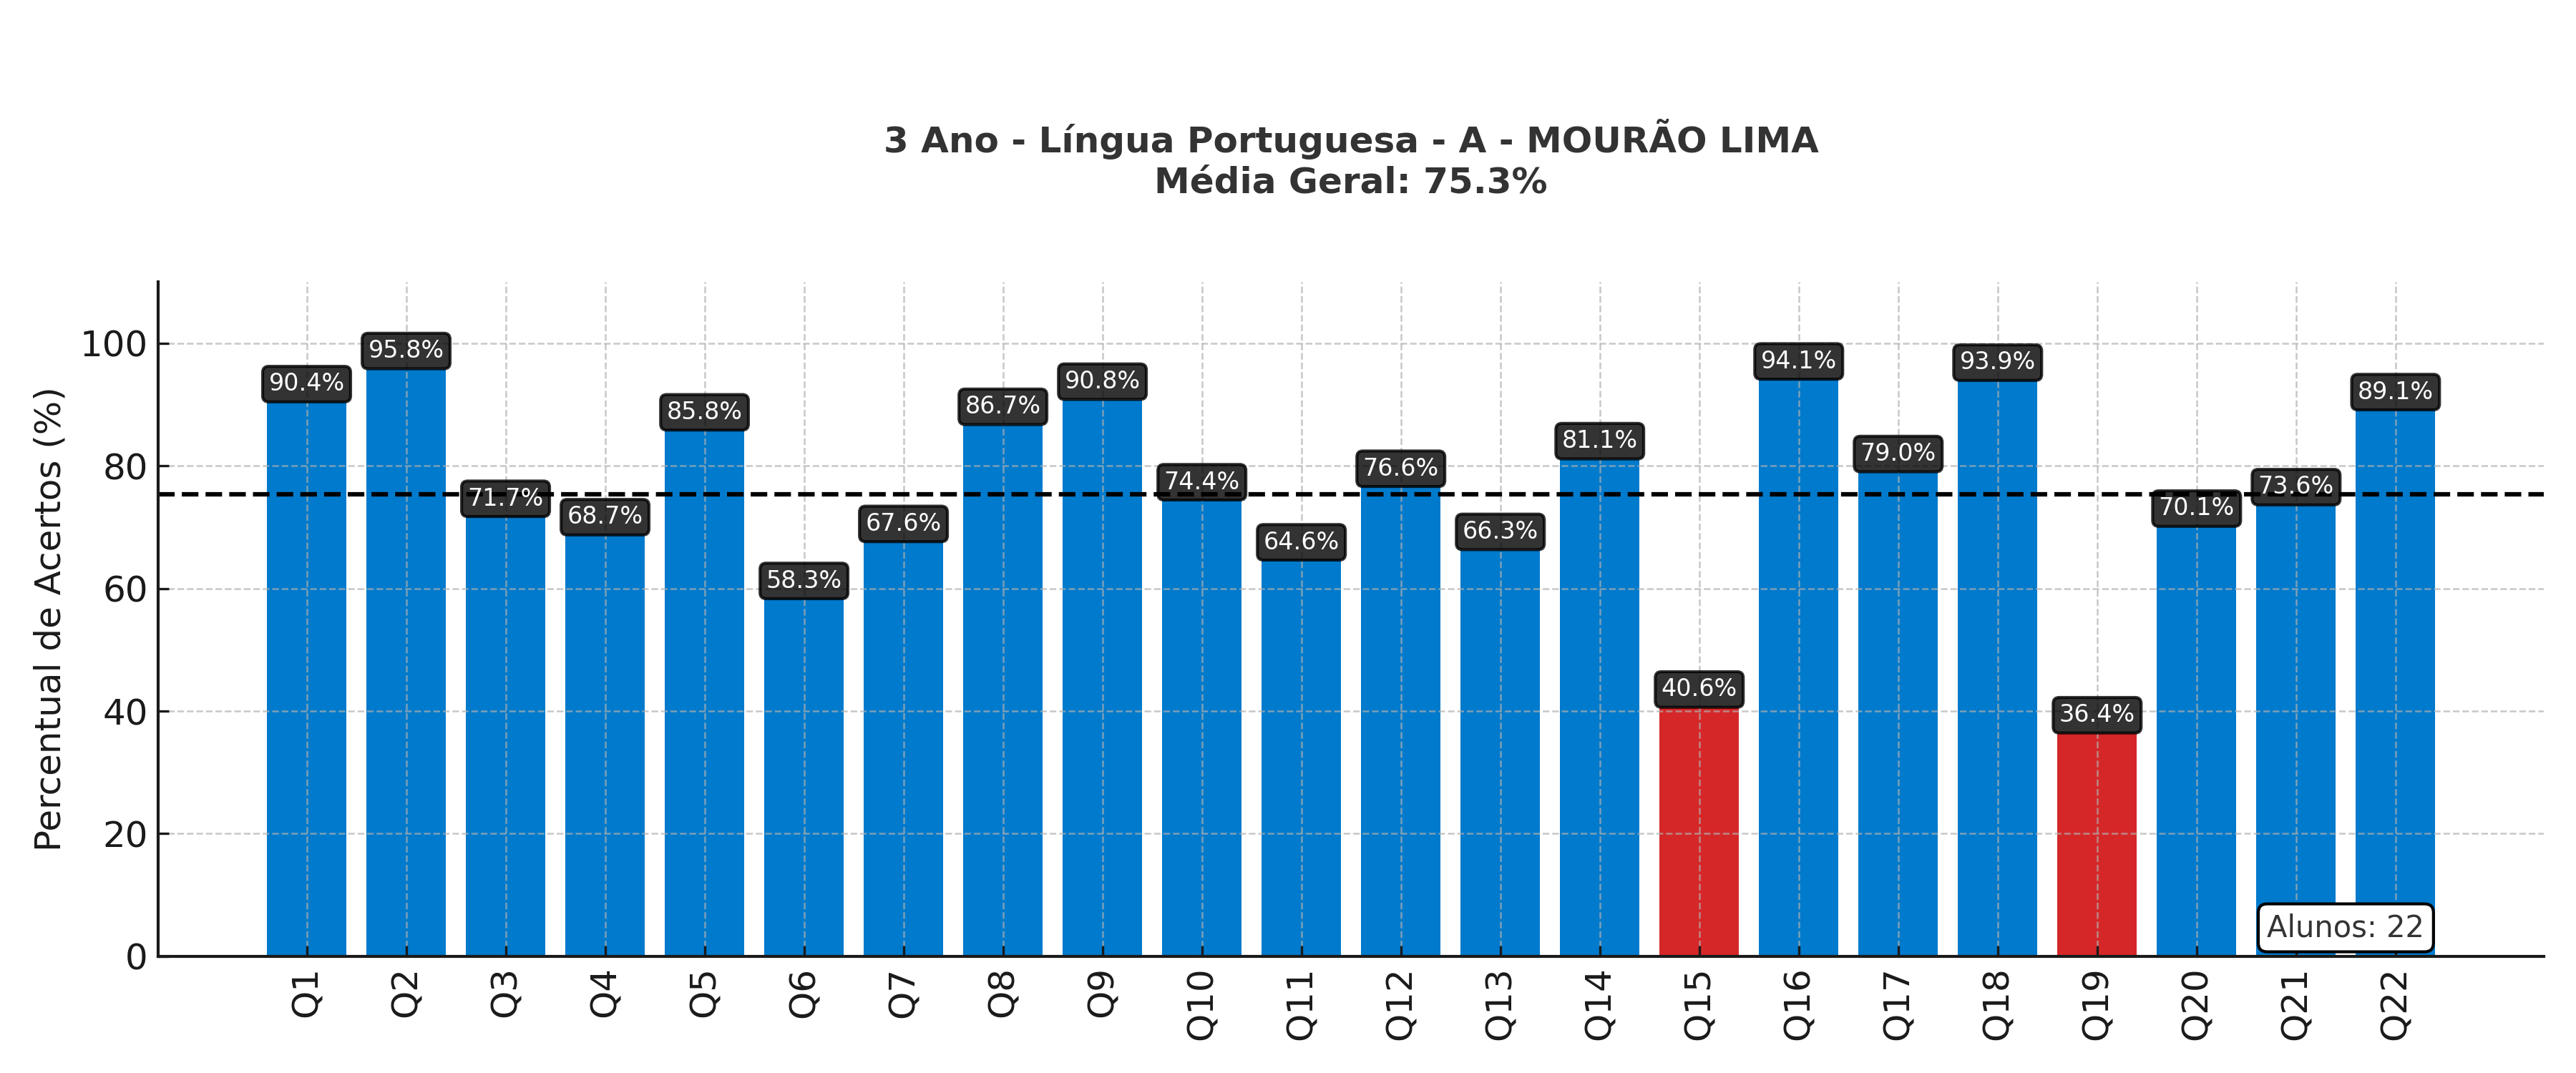 3 Ano - Língua Portuguesa - A - MOURÃO LIMA
Média Geral: 75.3%
Percentual de Acertos (%)
100
80
60
40
20
0
90.4%
95.8%
71.7%
68.7%
85.8%
58.3%
67.6%
86.7%
90.8%
74.4%
64.6%
76.6%
66.3%
81.1%
40.6%
94.1%
79.0%
93.9%
36.4%
70.1%
73.6%
89.1%
Alunos: 22
Q1
Q2
Q3
Q4
Q5
Q6
Q7
Q8
Q9
Q10
Q11
Q12
Q13
Q14
Q15
Q16
Q17
Q18
Q19
Q20
Q21
Q22